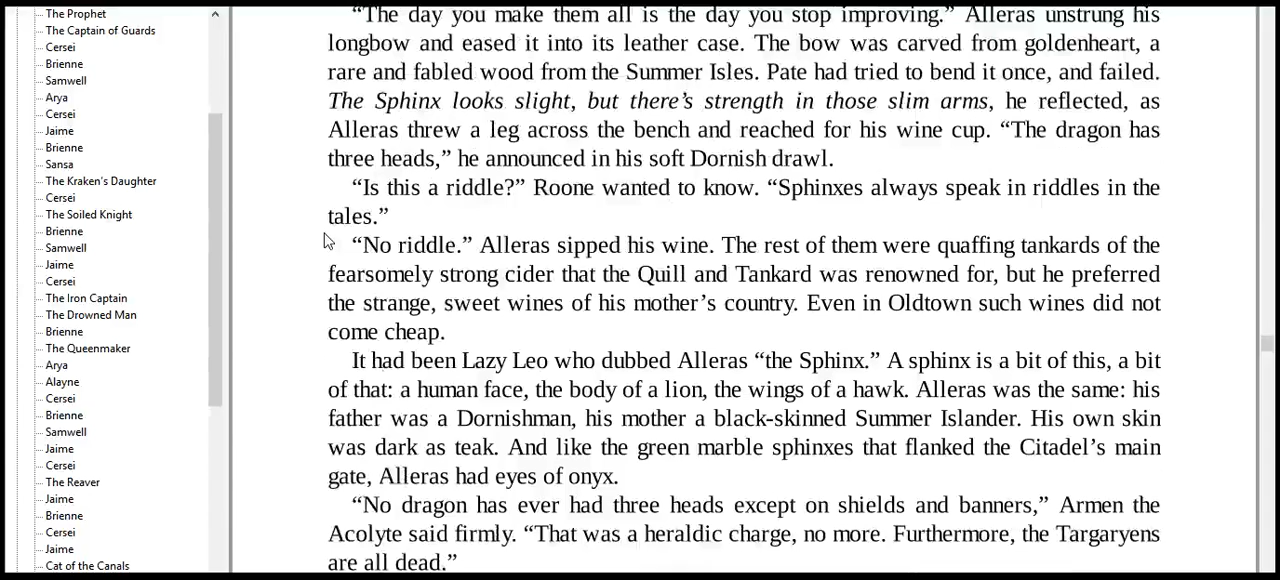 The Prophet
The Captain of Guards
Cersei
Brienne
Samwell
Arya
Cersei
Jaime
Brienne
Sansa
The Kraken's Daughter
Cersei
The Soiled Knight
Brienne
Samwell
Jaime
Cersei
The Iron Captain
The Drowned Man
Brienne
The Queenmaker
Arya
Alayne
Cersei
Brienne
Samwell
Jaime
Cersei
The Reaver
Jaime
Brienne
Cersei
Jaime
Cat of the Canals
“The day you make them all is the day you stop improving.” Alleras unstrung his
longbow and eased it into its leather case. The bow was carved from goldenheart, a
rare and fabled wood from the Summer Isles. Pate had tried to bend it once, and failed.
The Sphinx looks slight, but there’s strength in those slim arms, he reflected, as
Alleras threw a leg across the bench and reached for his wine cup. “The dragon has
three heads,” he announced in his soft Dornish drawl.
“Is this a riddle?” Roone wanted to know. “Sphinxes always speak in riddles in the
tales.”
“No riddle.” Alleras sipped his wine. The rest of them were quaffing tankards of the
fearsomely strong cider that the Quill and Tankard was renowned for, but he preferred
the strange, sweet wines of his mother’s country. Even in Oldtown such wines did not
come cheap.
It had been Lazy Leo who dubbed Alleras “the Sphinx.” A sphinx is a bit of this, a bit
of that: a human face, the body of a lion, the wings of a hawk. Alleras was the same: his
father was a Dornishman, his mother a black-skinned Summer Islander. His own skin
was dark as teak. And like the green marble sphinxes that flanked the Citadel’s main
gate, Alleras had eyes of onyx.
“No dragon has ever had three heads except on shields and banners,” Armen the
Acolyte said firmly. “That was a heraldic charge, no more. Furthermore, the Targaryens
are all dead.”